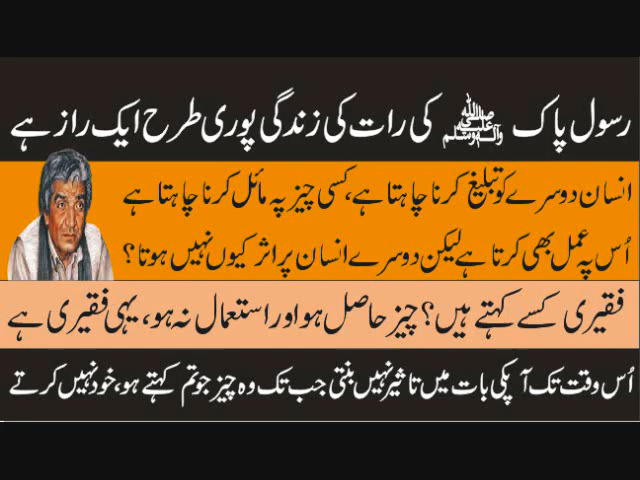 رسول پاک ﷺ کی رات کی زندگی پوری طرح ایک راز ہے
انسان دوسرے کو تبلیغ کرنا چاہتا ہے، کسی چیز پہ مائل کرنا چاہتا ہے
اُس پہ عمل بھی کرتا ہے لیکن دوسرے انسان پر اثر کیوں نہیں ہوتا؟
فقیری کسے کہتے ہیں؟ چیز حاصل ہو اور استعمال نہ ہو، یہی فقیری ہے
اُس وقت تک آپکی بات میں تاثیر نہیں بنتی جب تک وہ چیز جو تم کہتے ہو، خود نہیں کرتے